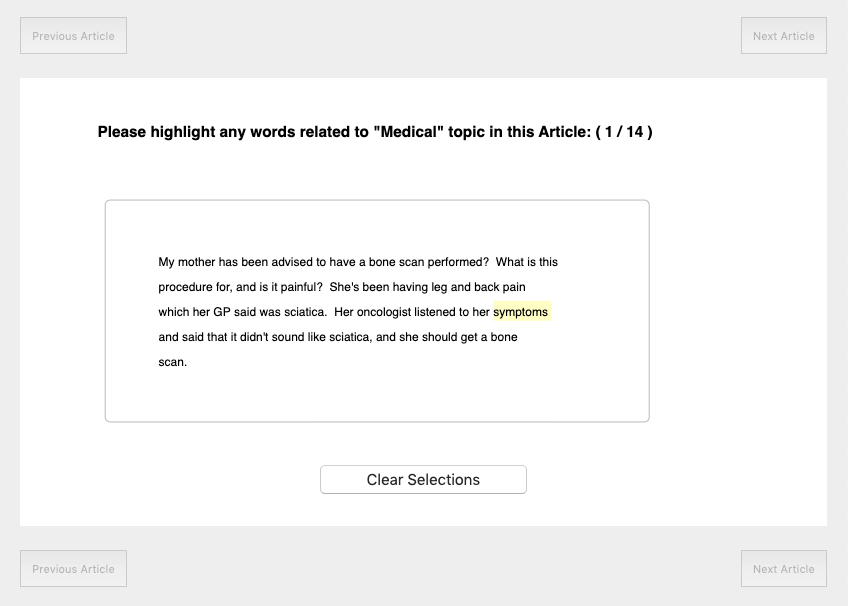 Previous Article
Next Article
Please highlight any words related to "Medical" topic in this Article: ( 1 / 14 )
My mother has been advised to have a bone scan performed?  What is this
procedure for, and is it painful?  She's been having leg and back pain
which her GP said was sciatica.  Her oncologist listened to her symptoms
and said that it didn't sound like sciatica, and she should get a bone
scan.
Clear Selections
Previous Article
Next Article